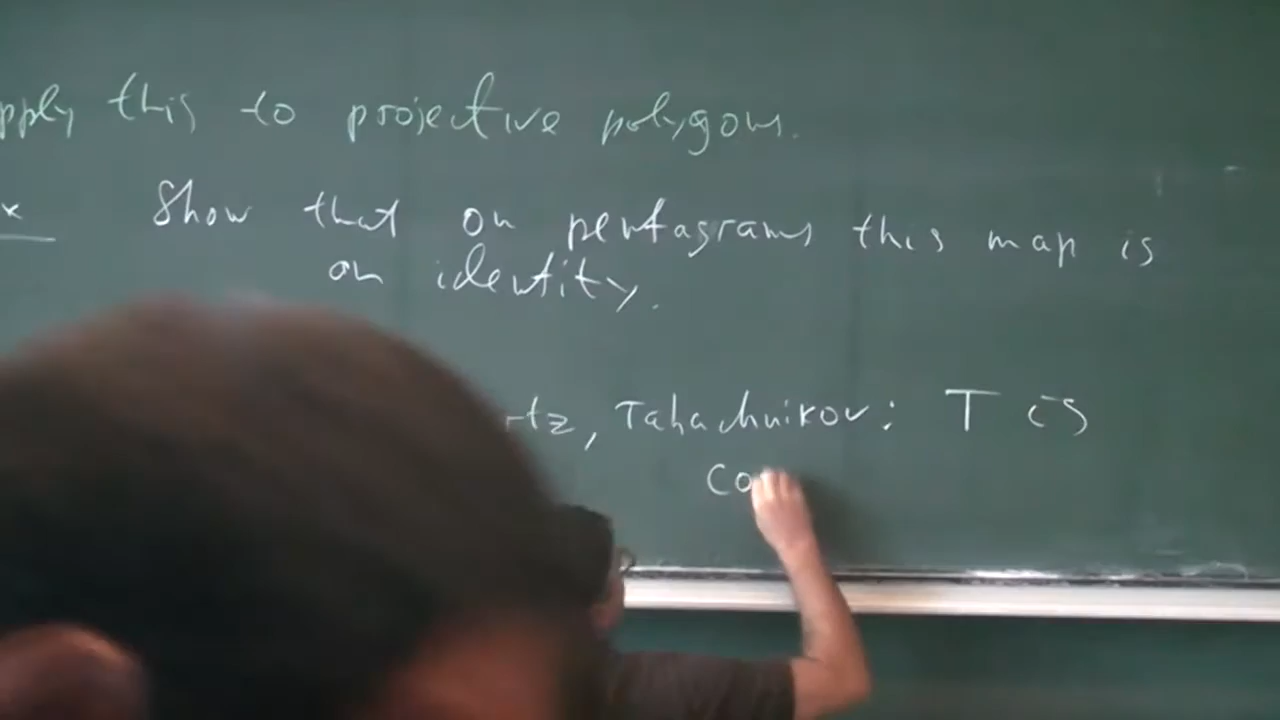 pply this to projective polygons.
x Show that on pentagrams this map is
an identity.
rtz, Tabachnikov: T is
co